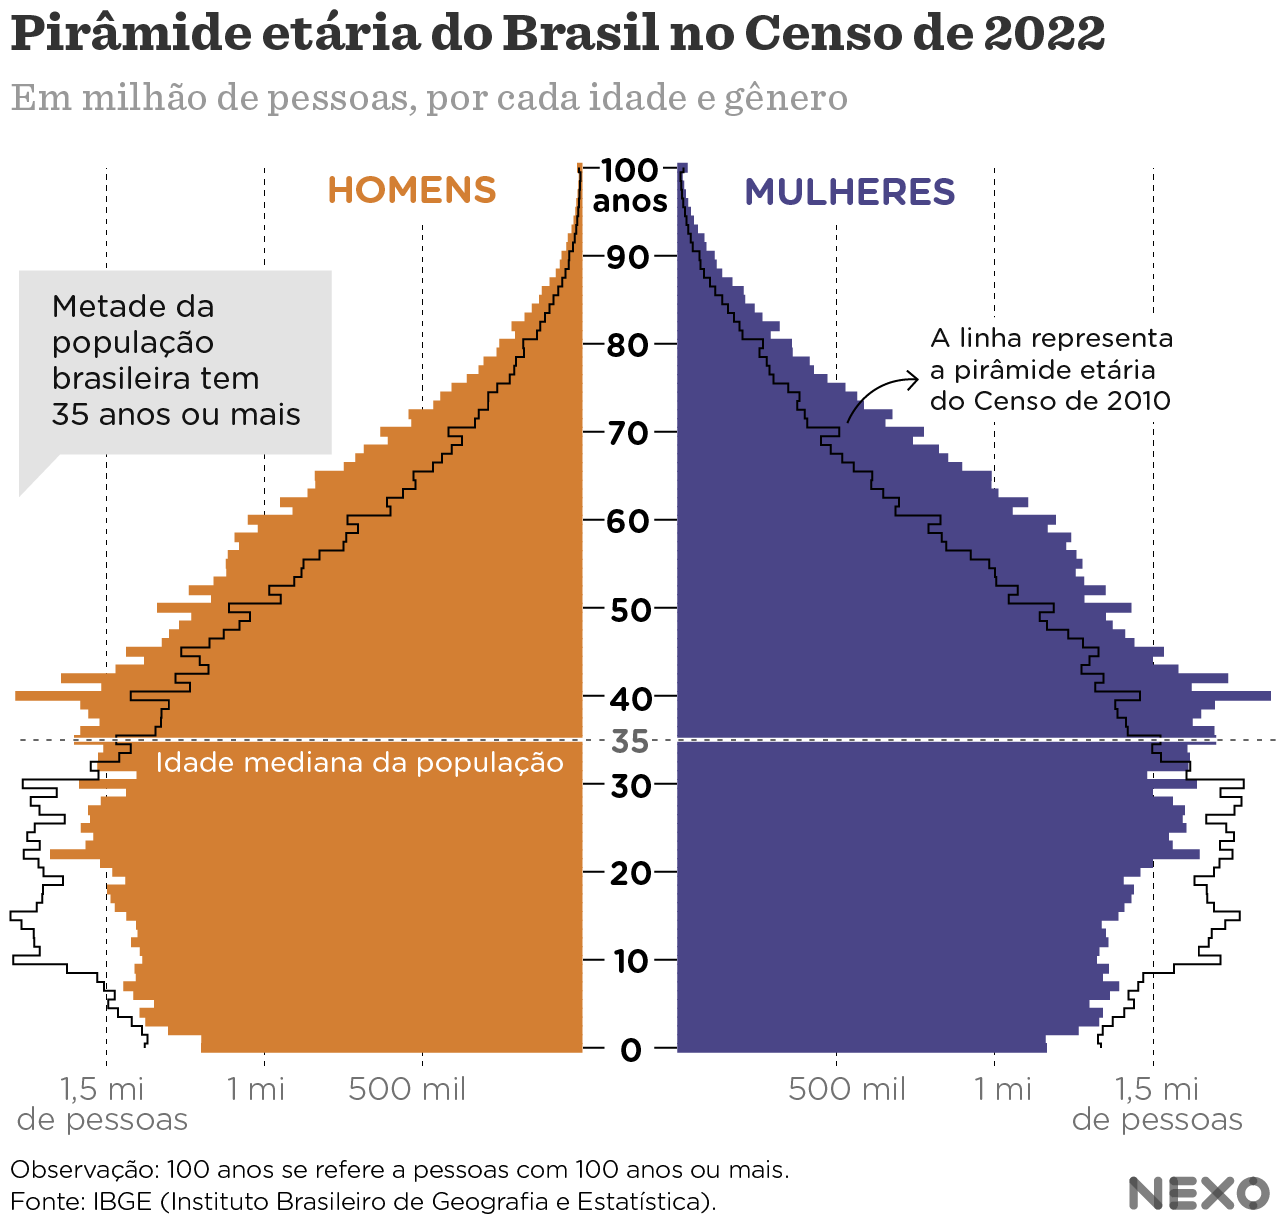 Pirâmide etária do Brasil no Censo de 2022
Em milhão de pessoas, por cada idade e gênero
HOMENS
100
anos
MULHERES
90
80
70
60
50
40
35
30
20
10
0
Metade da
população
brasileira tem
35 anos ou mais
A linha representa
a pirâmide etária
do Censo de 2010
Idade mediana da população
1,5 mi
de pessoas
1 mi
500 mil
500 mil
1 mi
1,5 mi
de pessoas
Observação: 100 anos se refere a pessoas com 100 anos ou mais.
Fonte: IBGE (Instituto Brasileiro de Geografia e Estatística).
NEXO